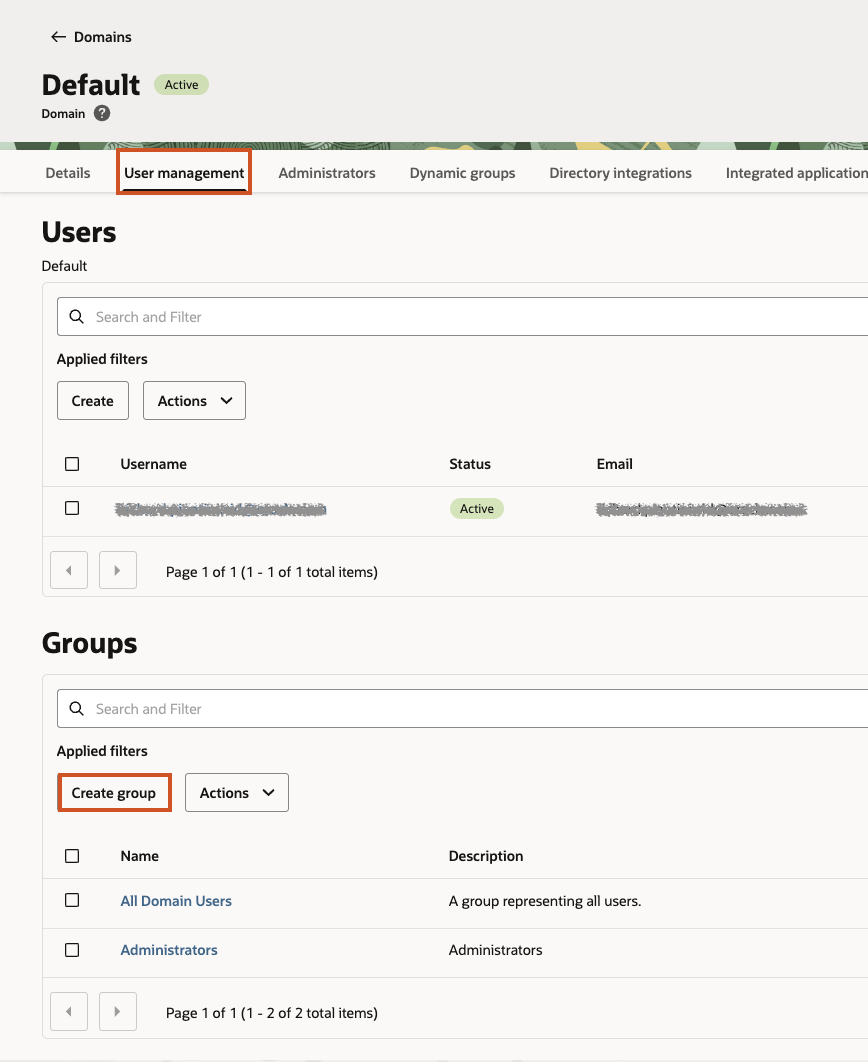 ← Domains
Default Active
Domain ?
Details User management Administrators Dynamic groups Directory integrations Integrated application
Users
Default
Search and Filter
Applied filters
Create Actions
Username Status Email
Active
Page 1 of 1 (1 - 1 of 1 total items)
Groups
Search and Filter
Applied filters
Create group Actions
Name Description
All Domain Users A group representing all users.
Administrators Administrators
Page 1 of 1 (1 - 2 of 2 total items)